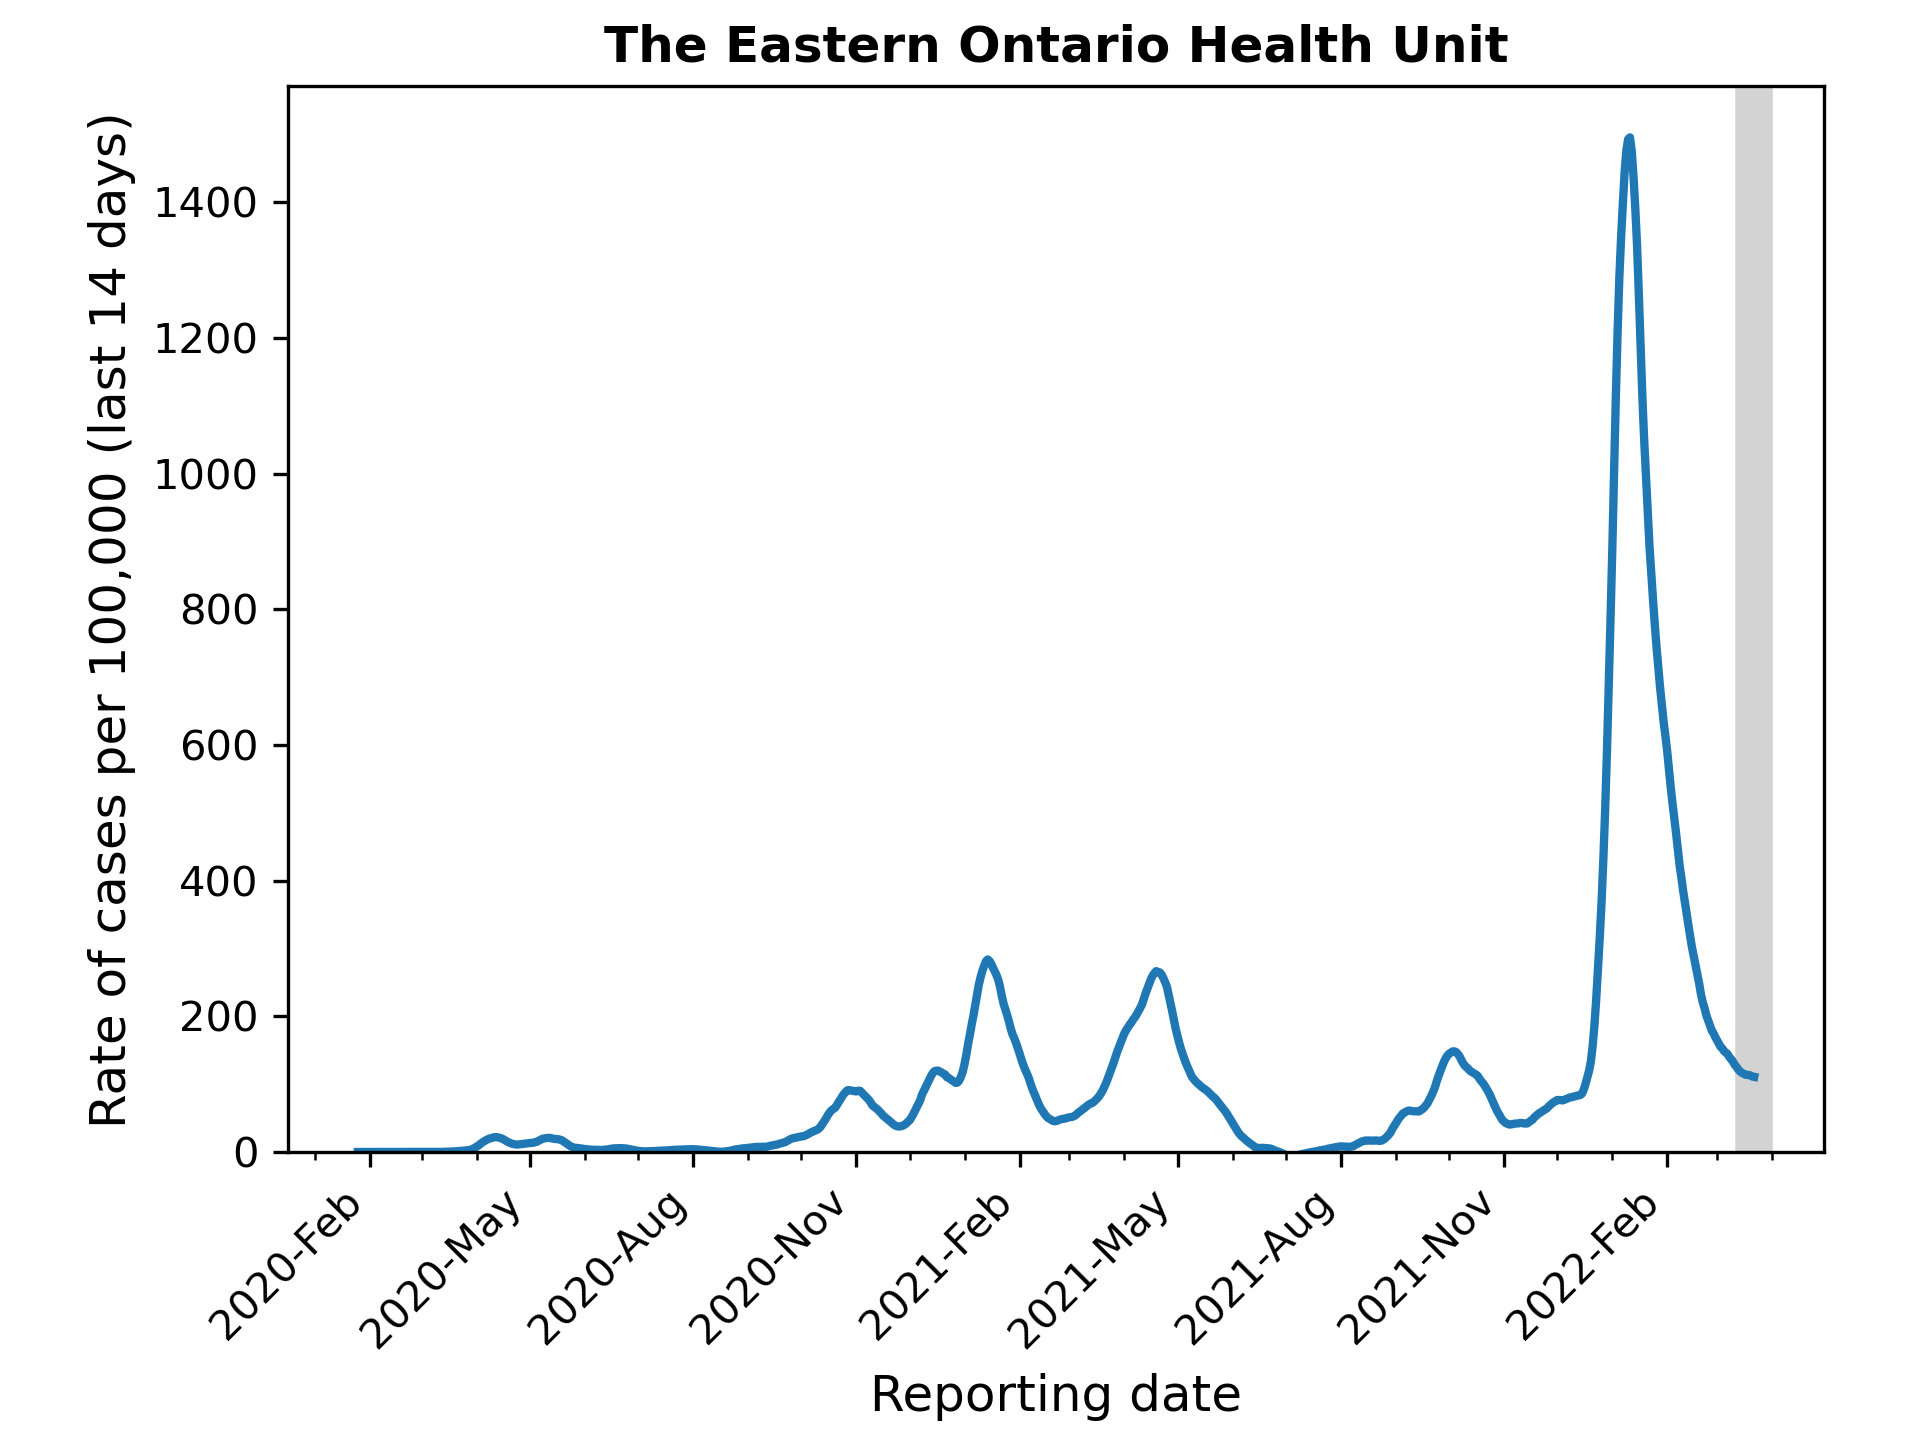 The Eastern Ontario Health Unit
Rate of cases per 100,000 (last 14 days)
1400
1200
1000
800
600
400
200
0
2020-Feb
2020-May
2020-Aug
2020-Nov
2021-Feb
2021-May
2021-Aug
2021-Nov
2022-Feb
Reporting date